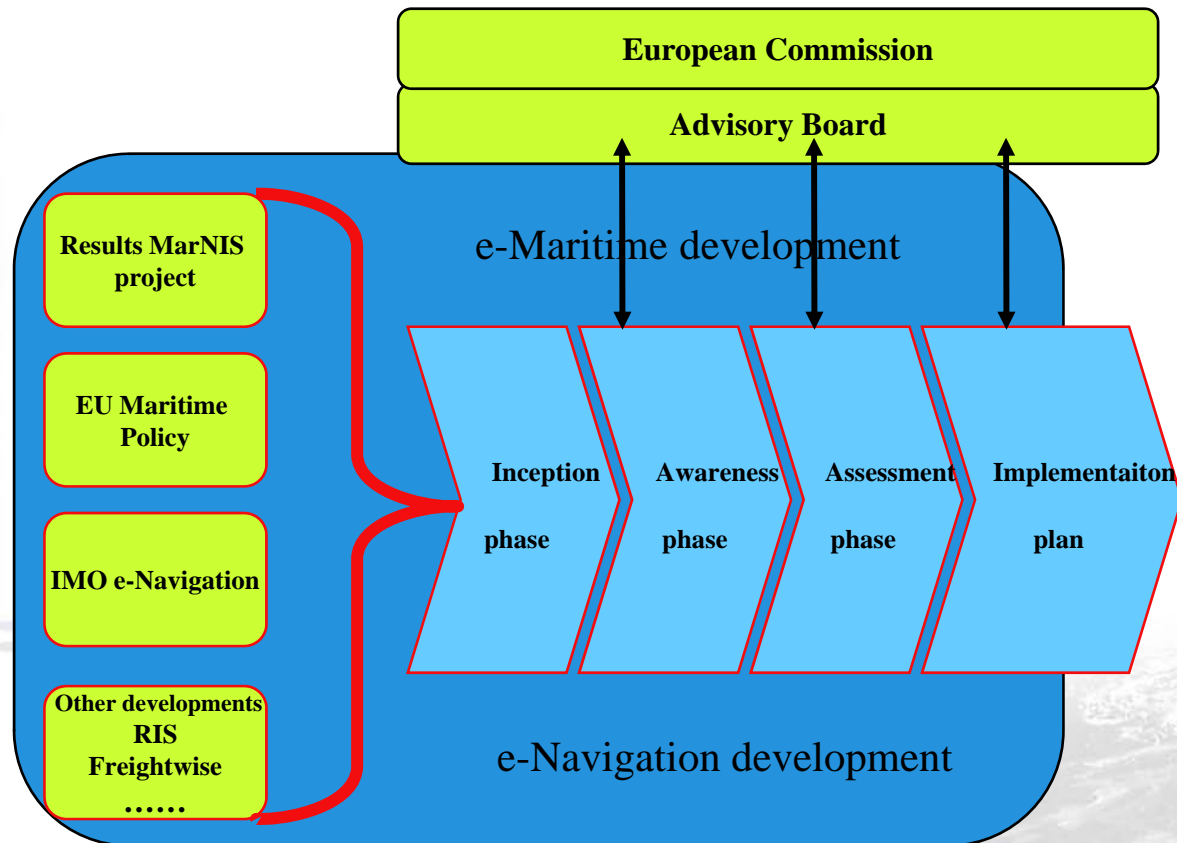 European Commission
Advisory Board
e-Maritime development
Results MarNIS
project
EU Maritime
Policy
IMO e-Navigation
Other developments
RIS
Freightwise
......
Inception
phase
Awareness
phase
Assessment
phase
Implementaiton
plan
e-Navigation development